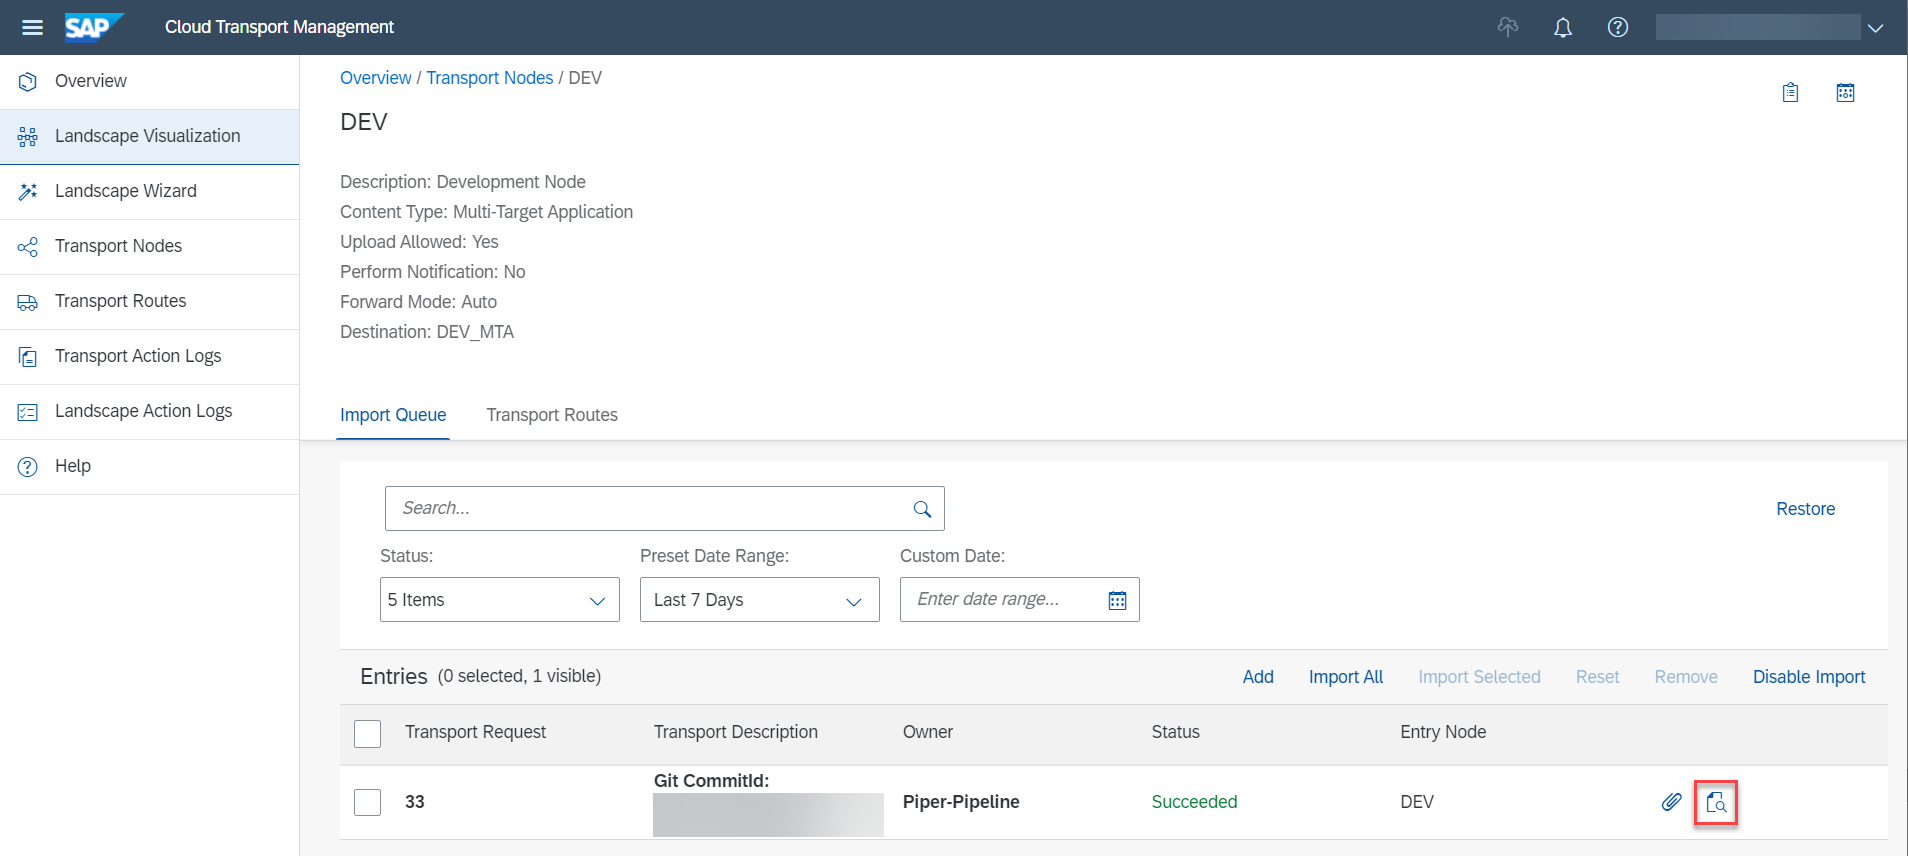 SAP Cloud Transport Management
Overview
Landscape Visualization
Landscape Wizard
Transport Nodes
Transport Routes
Transport Action Logs
Landscape Action Logs
Help
Overview / Transport Nodes / DEV
DEV
Description: Development Node
Content Type: Multi-Target Application
Upload Allowed: Yes
Perform Notification: No
Forward Mode: Auto
Destination: DEV_MTA
Import Queue Transport Routes
Search...
Restore
Status: Preset Date Range: Custom Date:
5 Items Last 7 Days Enter date range...
Entries (0 selected, 1 visible) Add Import All Import Selected Reset Remove Disable Import
Transport Request Transport Description Owner Status Entry Node
Git CommitId:
33 Piper-Pipeline Succeeded DEV